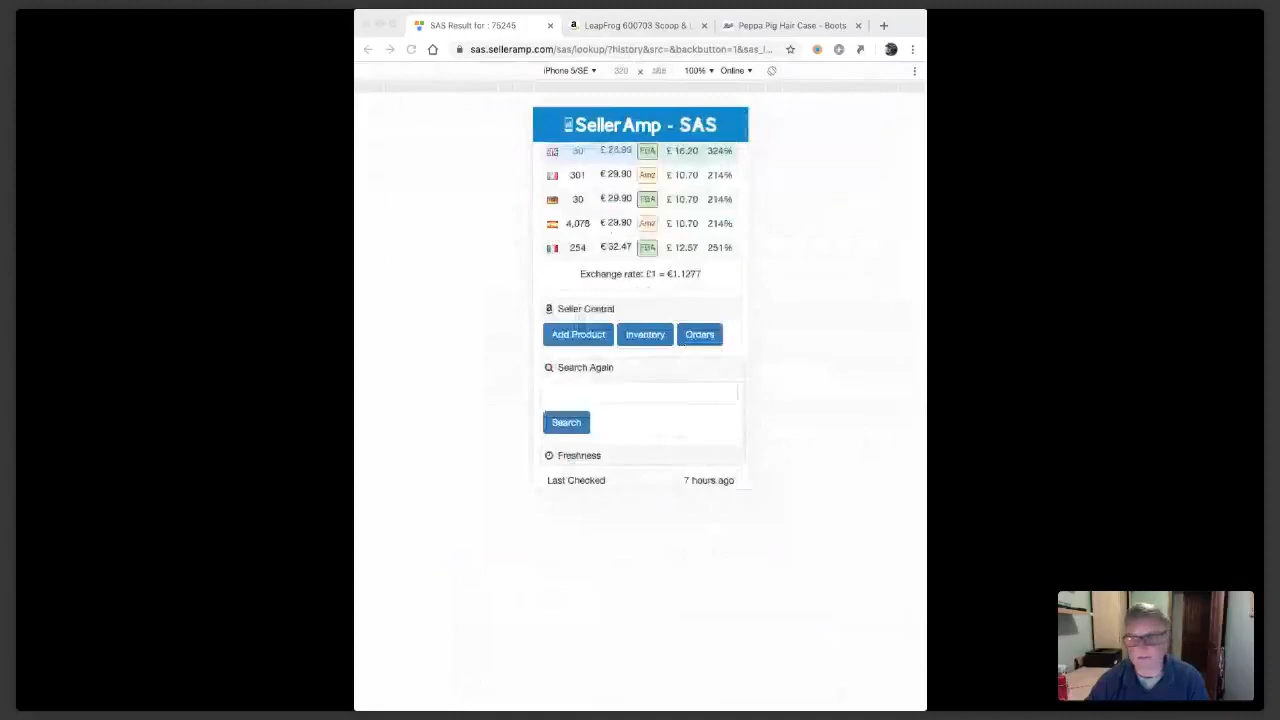 SAS Result for : 75245
LeapFrog 600703 Scoop & L
Peppa Pig Hair Case - Boots
sas.selleramp.com/sas/lookup/?history&src=&backbutton=1&sas_l...
iPhone 5/SE 320 x 100% Online
SellerAmp - SAS
30 £ 26.99 FBA £ 16.20 324%
301 € 29.90 Amz £ 10.70 214%
30 € 29.90 FBA £ 10.70 214%
4,078 € 29.90 Amz £ 10.70 214%
254 € 32.47 FBA £ 12.57 251%
Exchange rate: £1 = €1.1277
Seller Central
Add Product Inventory Orders
Search Again
Search
Freshness
Last Checked 7 hours ago